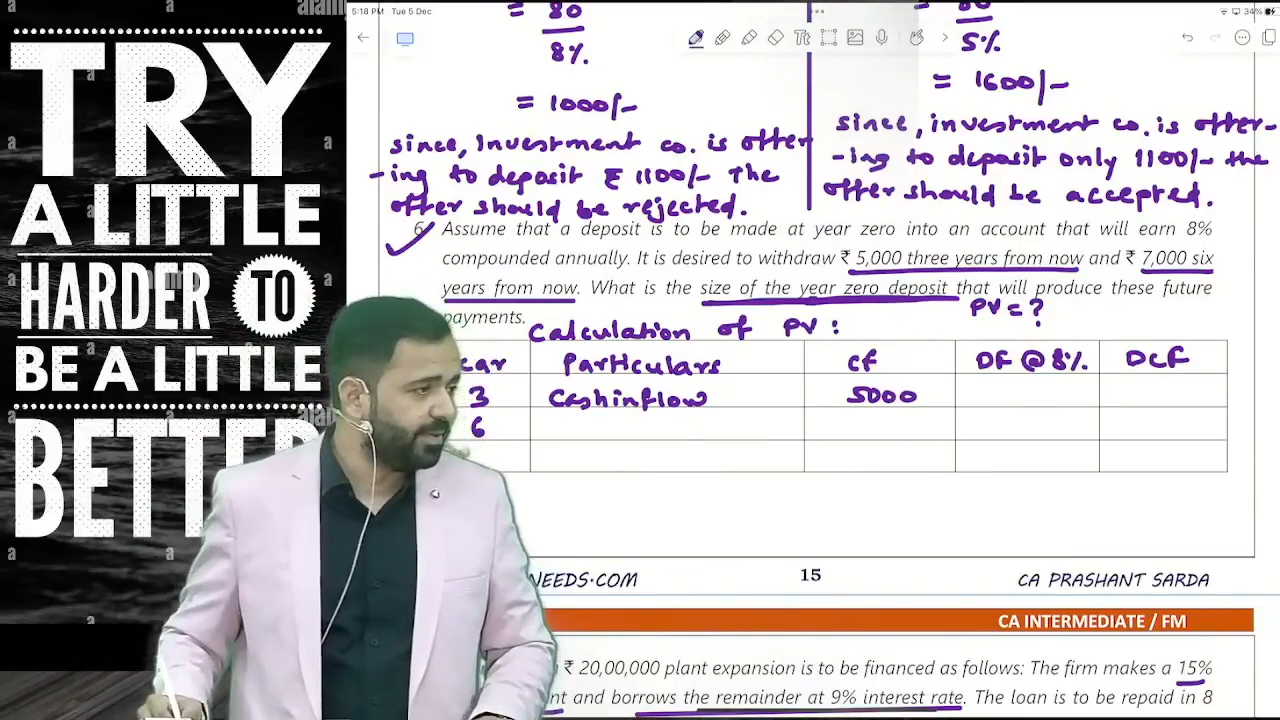 5:18 PM Tue 5 Dec
34%
TRY
A LITTLE
HARDER TO
BE A LITTLE
BETTER
= 80
8%
= 1000/-
since, investment co. is offer
-ing to deposit ₹ 1100/- The
offer should be rejected.
5%
= 1600/-
since, investment co. is offer-
-ing to deposit only 1100/- the
offer should be accepted.
6. Assume that a deposit is to be made at year zero into an account that will earn 8%
compounded annually. It is desired to withdraw ₹ 5,000 three years from now and ₹ 7,000 six
years from now. What is the size of the year zero deposit that will produce these future
payments.
PV = ?
Calculation of PV :
ear Particulars cf DF @ 8% DCF
3 Cashinflow 5000
6
NEEDS.COM 15 CA PRASHANT SARDA
CA INTERMEDIATE / FM
₹ 20,00,000 plant expansion is to be financed as follows: The firm makes a 15%
nt and borrows the remainder at 9% interest rate. The loan is to be repaid in 8